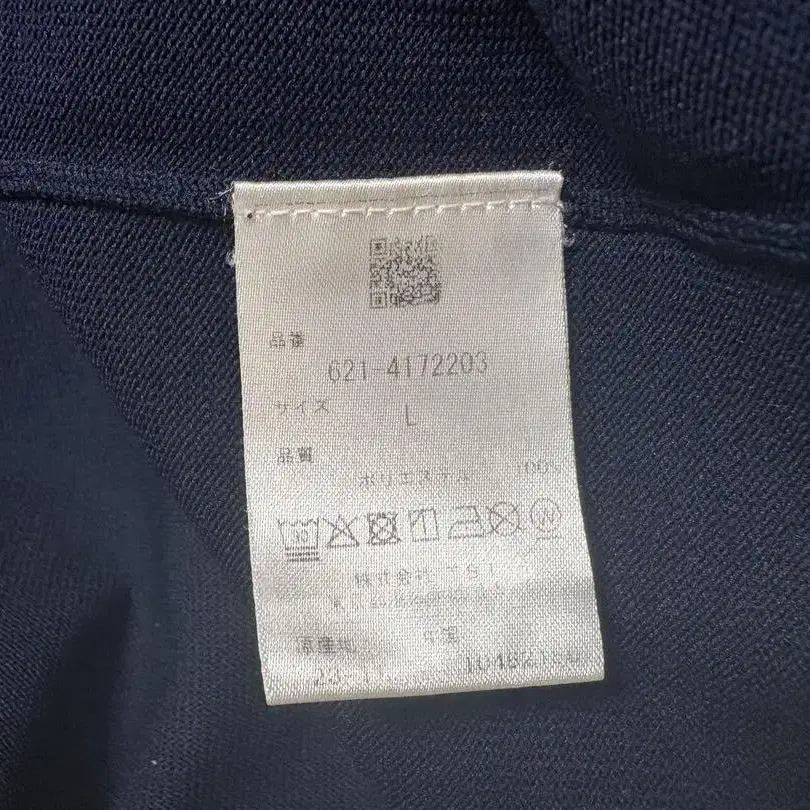 品番
621-4172203
サイズ
L
品質
ポリエステル 100%
株式会社TSI
原産地 中国